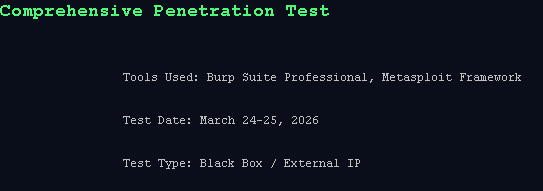 Comprehensive Penetration Test
Tools Used: Burp Suite Professional, Metasploit Framework
Test Date: March 24-25, 2026
Test Type: Black Box / External IP